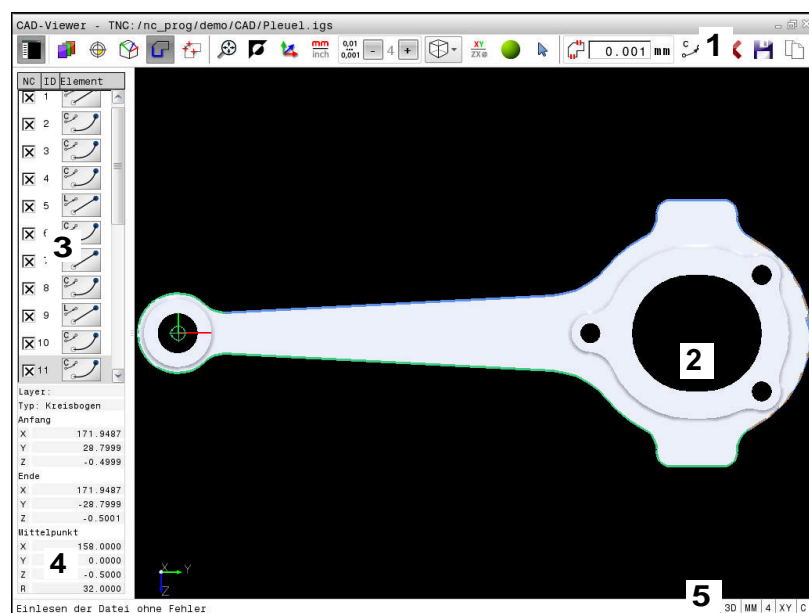 CAD-Viewer - TNC:/nc_prog/demo/CAD/Pleuel.igs
mm
inch
0,01
0,001
- 4 +
XY
ZX
0.001 mm
C
1
NC ID Element
1
2 C
3 C
4 C
5 L
6 C
3
7
8 C
9 L
10 C
11 C
Layer:
Typ: Kreisbogen
Anfang
X 171.9487
Y 28.7999
Z -0.4999
Ende
X 171.9487
Y -28.7999
Z -0.5001
Mittelpunkt
X 158.0000
Y 0.0000
Z -0.5000
R 32.0000
4
2
X Y
Z
5
Einlesen der Datei ohne Fehler
3D MM 4 XY C